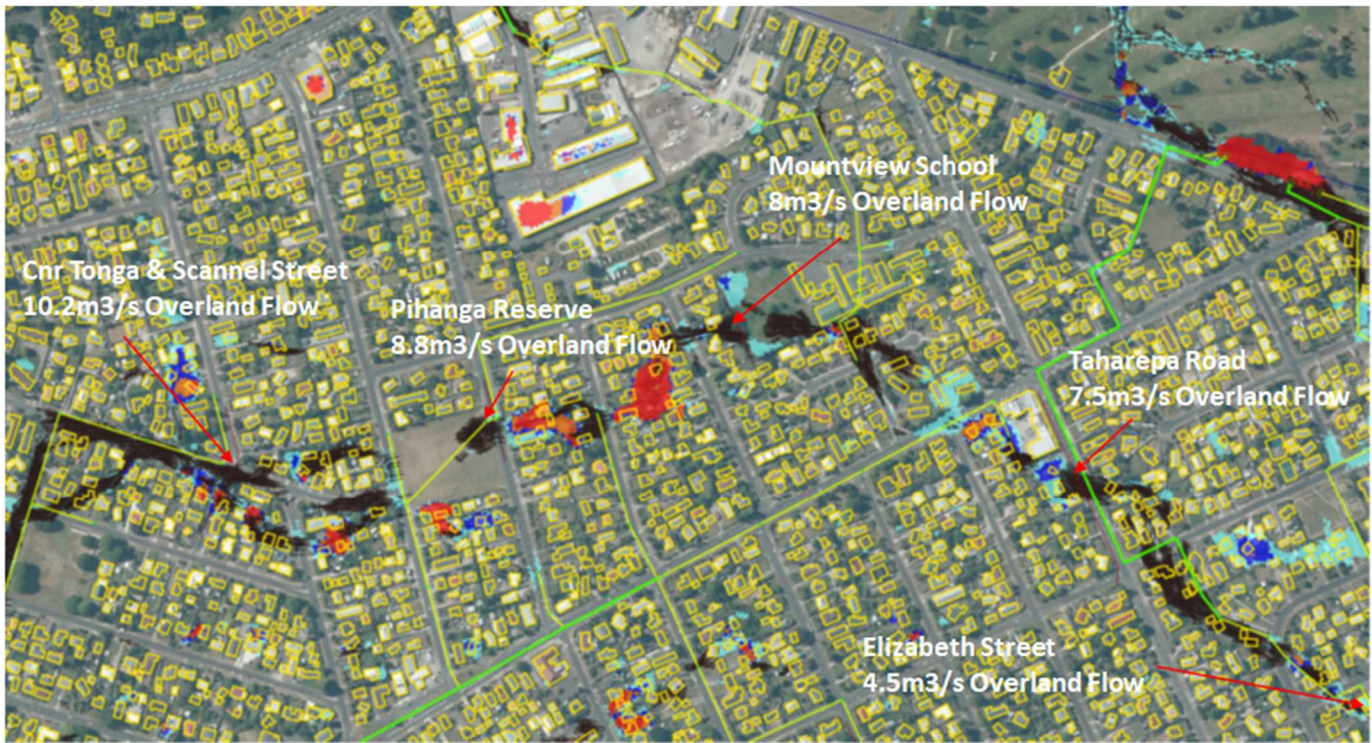 Mountview School
8m3/s Overland Flow
Cnr Tonga & Scannel Street
10.2m3/s Overland Flow
Pihanga Reserve
8.8m3/s Overland Flow
Taharepa Road
7.5m3/s Overland Flow
Elizabeth Street
4.5m3/s Overland Flow